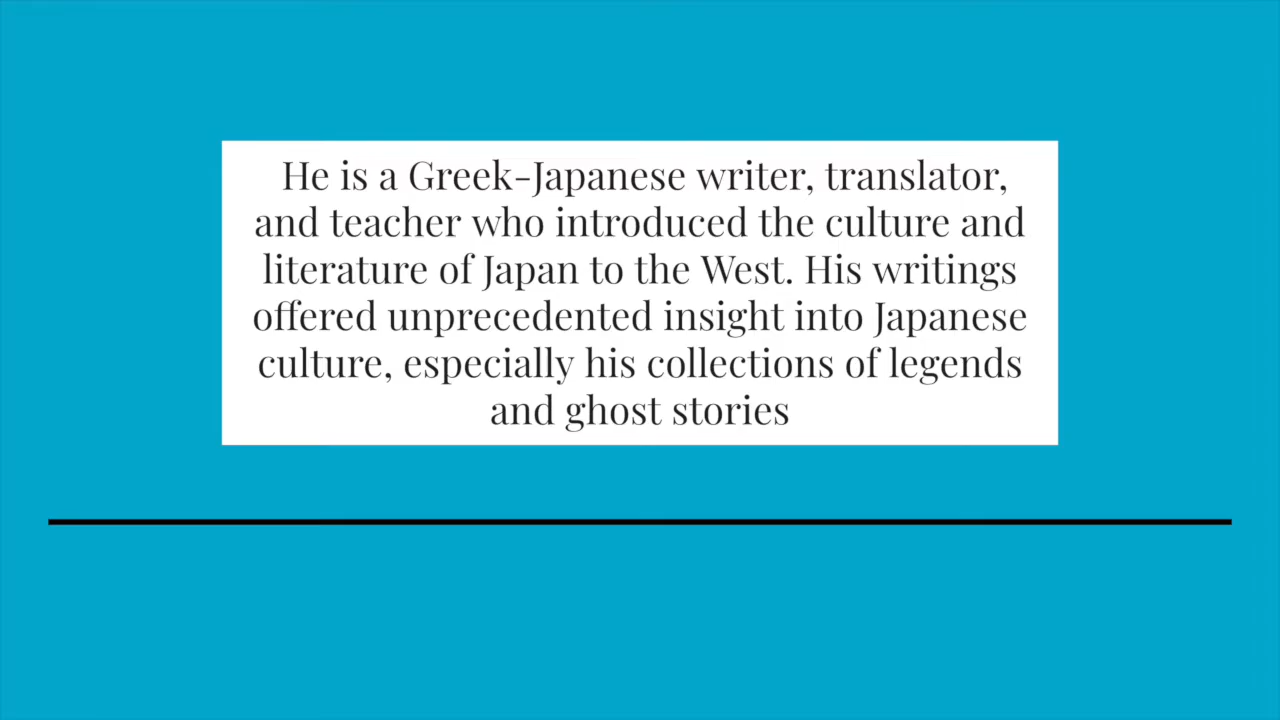 He is a Greek-Japanese writer, translator,
and teacher who introduced the culture and
literature of Japan to the West. His writings
offered unprecedented insight into Japanese
culture, especially his collections of legends
and ghost stories